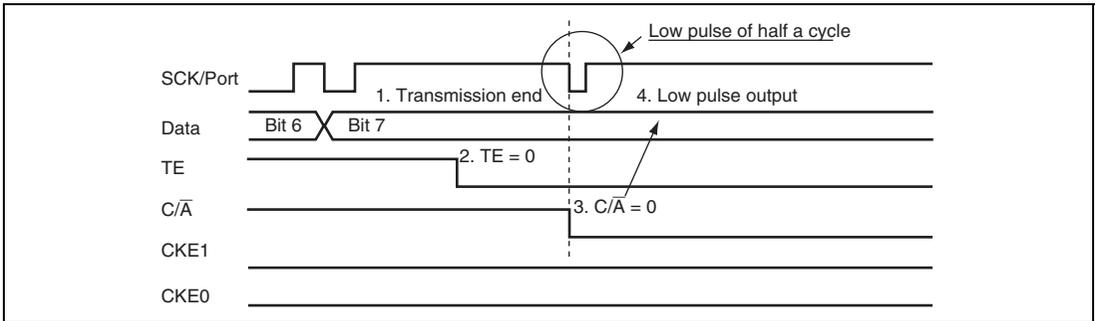 Low pulse of half a cycle
SCK/Port
1. Transmission end
4. Low pulse output
Data
Bit 6
Bit 7
TE
2. TE = 0
C/A̅
3. C/A̅ = 0
CKE1
CKE0